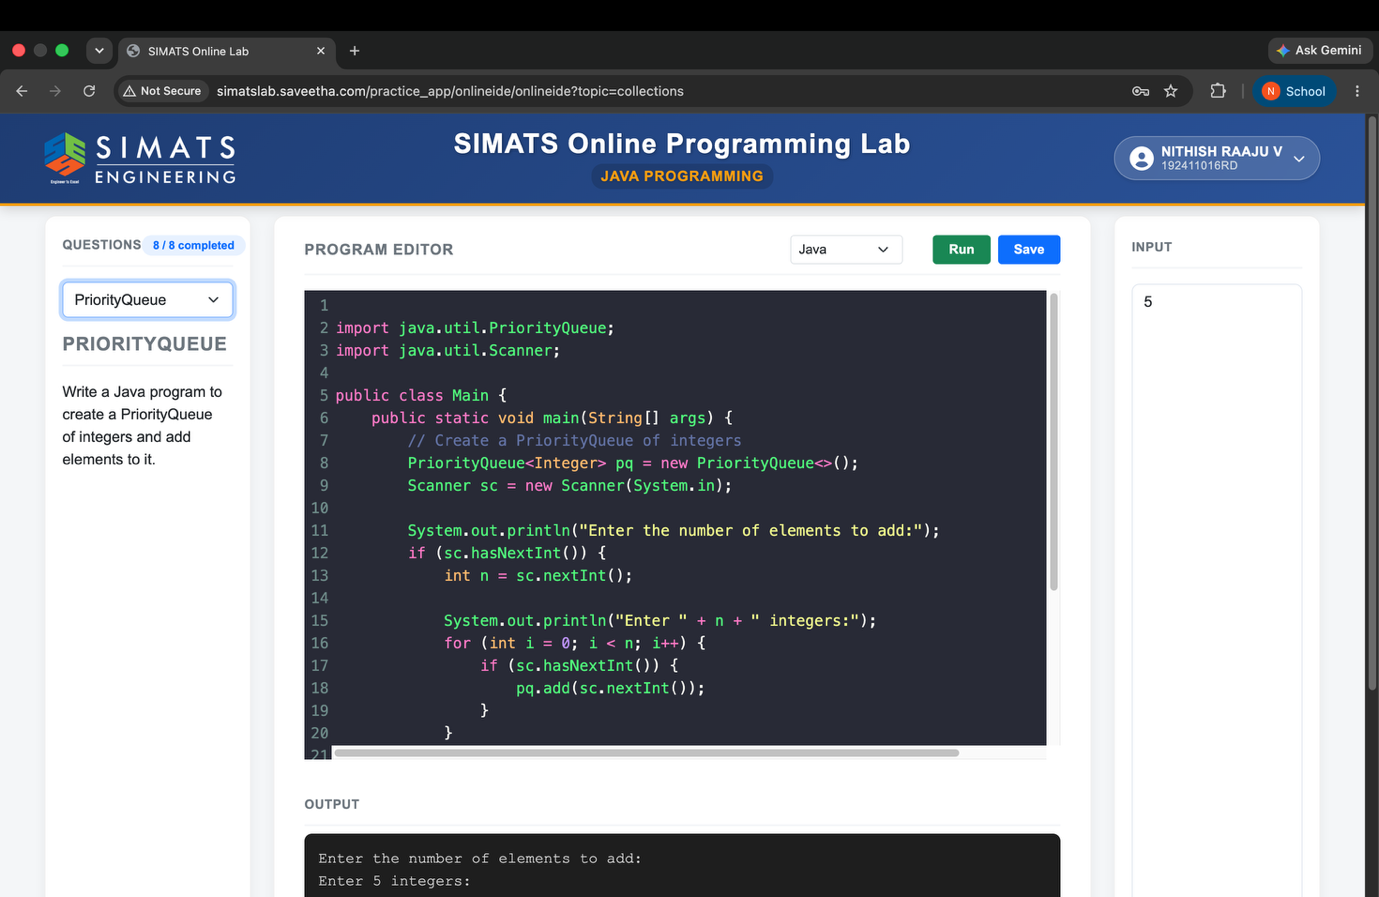 SIMATS Online Lab
Ask Gemini
Not Secure
simatslab.saveetha.com/practice_app/onlineide/onlineide?topic=collections
N
School
SIMATS
ENGINEERING
Engineer to Excel
SIMATS Online Programming Lab
JAVA PROGRAMMING
NITHISH RAAJU V
192411016RD
QUESTIONS
8 / 8 completed
PriorityQueue
PRIORITYQUEUE
Write a Java program to
create a PriorityQueue
of integers and add
elements to it.
PROGRAM EDITOR
Java
Run
Save
1
2 import java.util.PriorityQueue;
3 import java.util.Scanner;
4
5 public class Main {
6     public static void main(String[] args) {
7         // Create a PriorityQueue of integers
8         PriorityQueue<Integer> pq = new PriorityQueue<>();
9         Scanner sc = new Scanner(System.in);
10
11         System.out.println("Enter the number of elements to add:");
12         if (sc.hasNextInt()) {
13             int n = sc.nextInt();
14
15             System.out.println("Enter " + n + " integers:");
16             for (int i = 0; i < n; i++) {
17                 if (sc.hasNextInt()) {
18                     pq.add(sc.nextInt());
19                 }
20             }
21
OUTPUT
Enter the number of elements to add:
Enter 5 integers:
INPUT
5